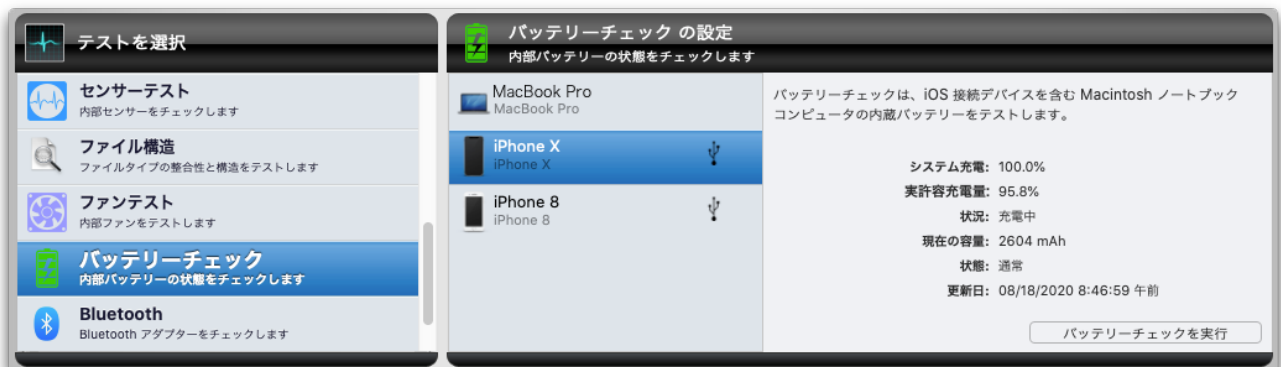 テストを選択
センサーテスト
内部センサーをチェックします
ファイル構造
ファイルタイプの整合性と構造をテストします
ファンテスト
内部ファンをテストします
バッテリーチェック
内部バッテリーの状態をチェックします
Bluetooth
Bluetooth アダプターをチェックします
バッテリーチェック の設定
内部バッテリーの状態をチェックします
MacBook Pro
MacBook Pro
iPhone X
iPhone X
iPhone 8
iPhone 8
バッテリーチェックは、iOS 接続デバイスを含む Macintosh ノートブック
コンピュータの内蔵バッテリーをテストします。
システム充電: 100.0%
実許容充電量: 95.8%
状況: 充電中
現在の容量: 2604 mAh
状態: 通常
更新日: 08/18/2020 8:46:59 午前
バッテリーチェックを実行